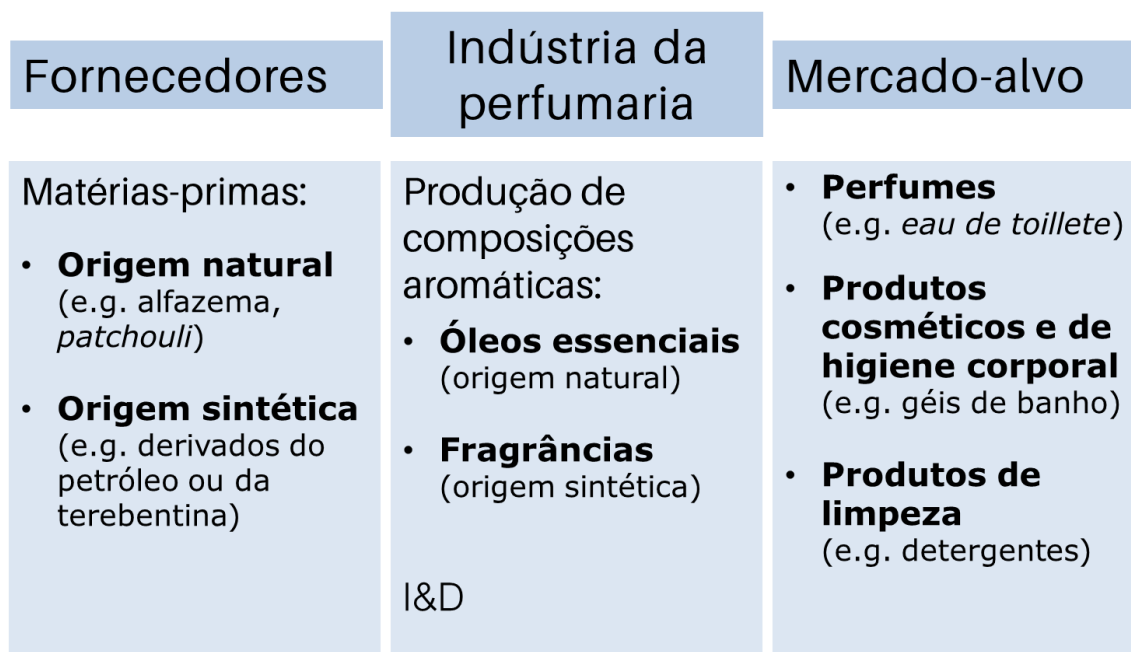 Fornecedores
Matérias-primas:
• Origem natural
(e.g. alfazema,
patchouli)
• Origem sintética
(e.g. derivados do
petróleo ou da
terebentina)
Indústria da
perfumaria
Produção de
composições
aromáticas:
• Óleos essenciais
(origem natural)
• Fragrâncias
(origem sintética)
I&D
Mercado-alvo
• Perfumes
(e.g. eau de toillete)
• Produtos
cosméticos e de
higiene corporal
(e.g. géis de banho)
• Produtos de
limpeza
(e.g. detergentes)